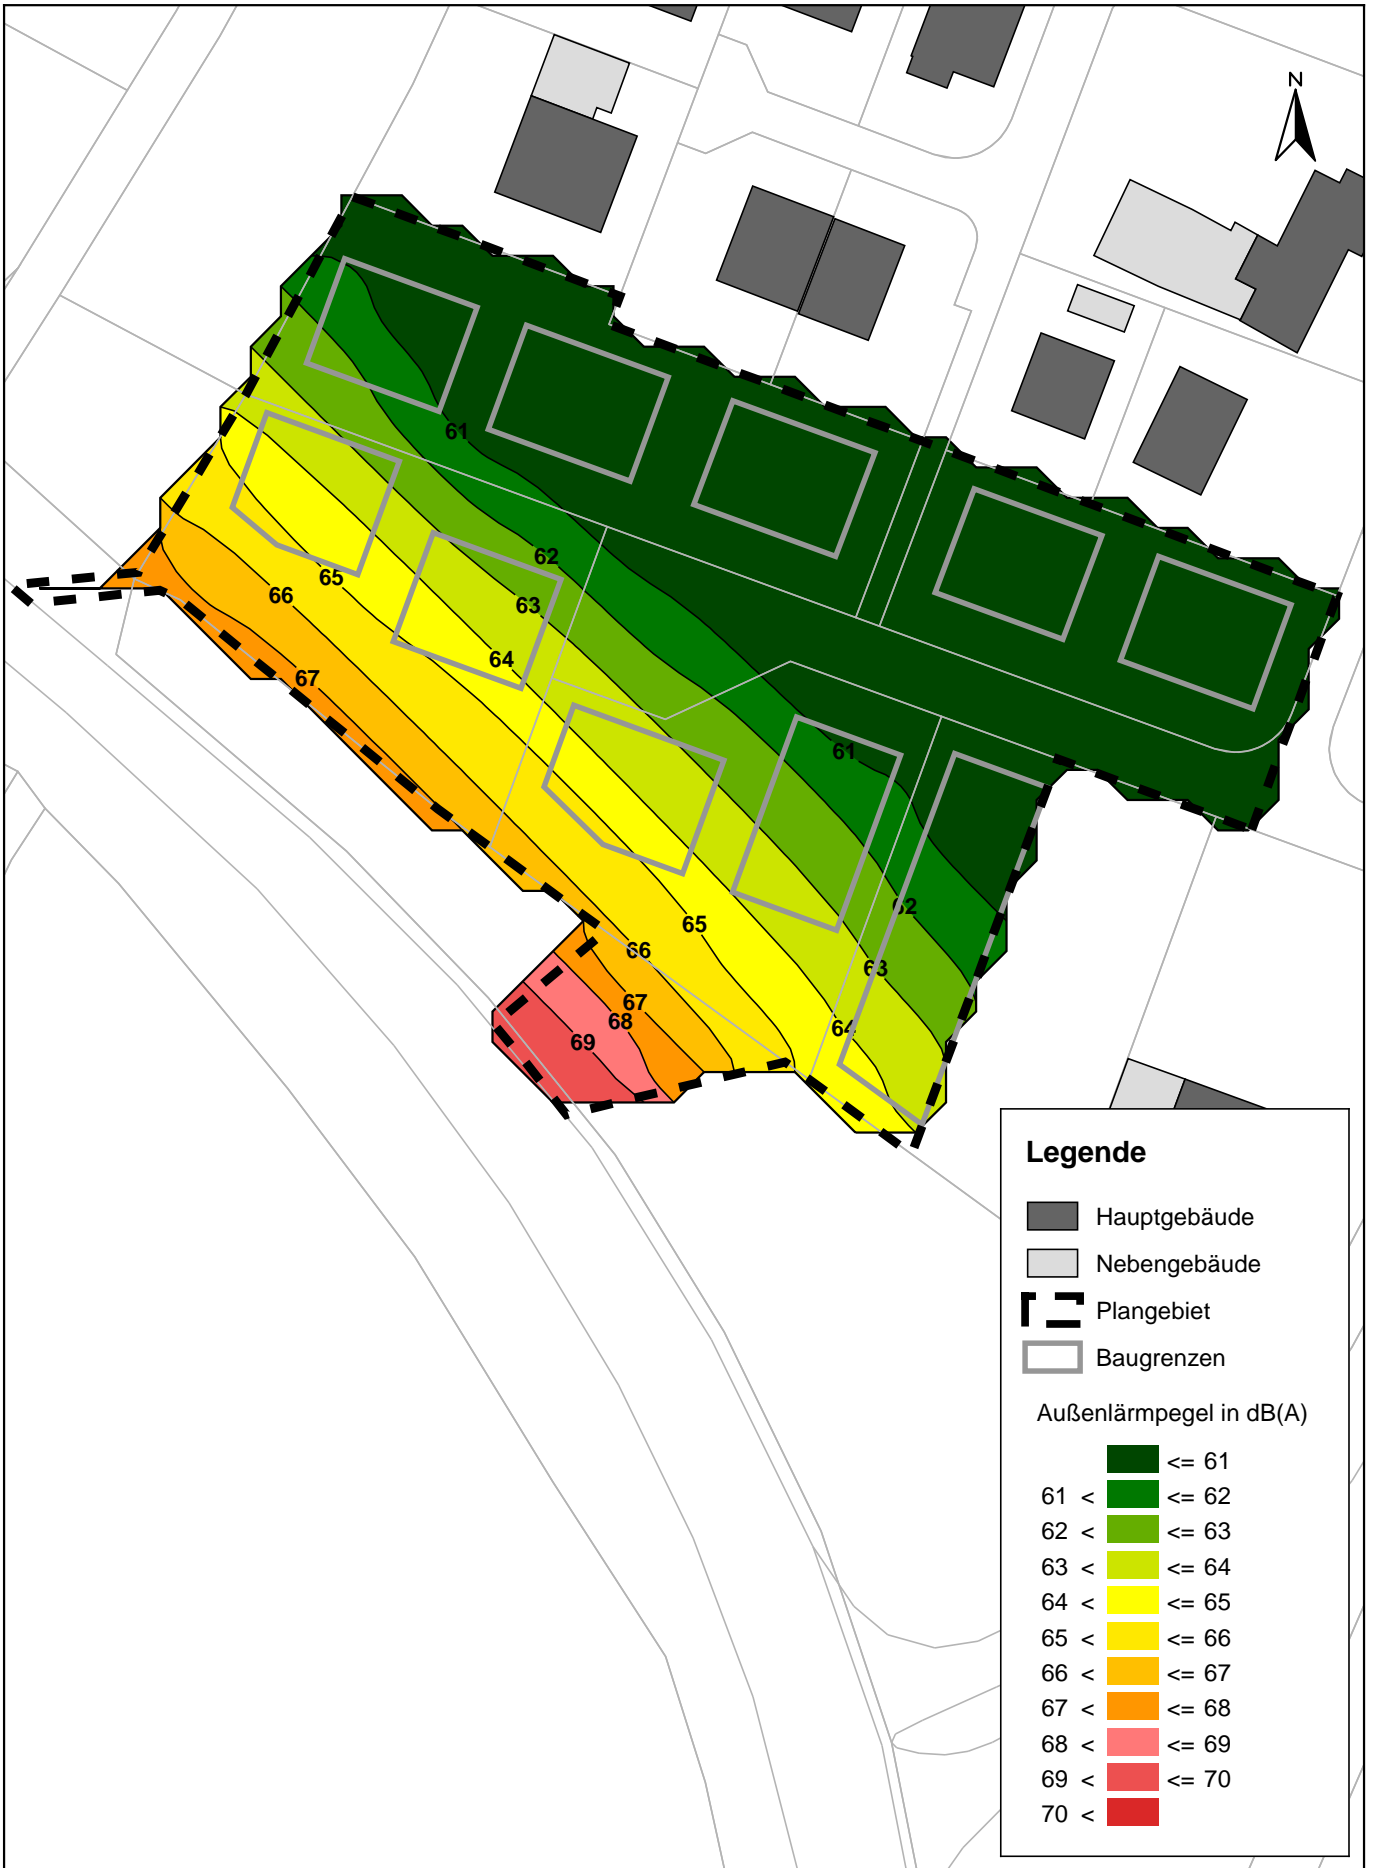 N
61
62
63
65
66
64
67
61
62
65
66
63
67
68
64
69
Legende
Hauptgebäude
Nebengebäude
Plangebiet
Baugrenzen
Außenlärmpegel in dB(A)
<= 61
61 < <= 62
62 < <= 63
63 < <= 64
64 < <= 65
65 < <= 66
66 < <= 67
67 < <= 68
68 < <= 69
69 < <= 70
70 <